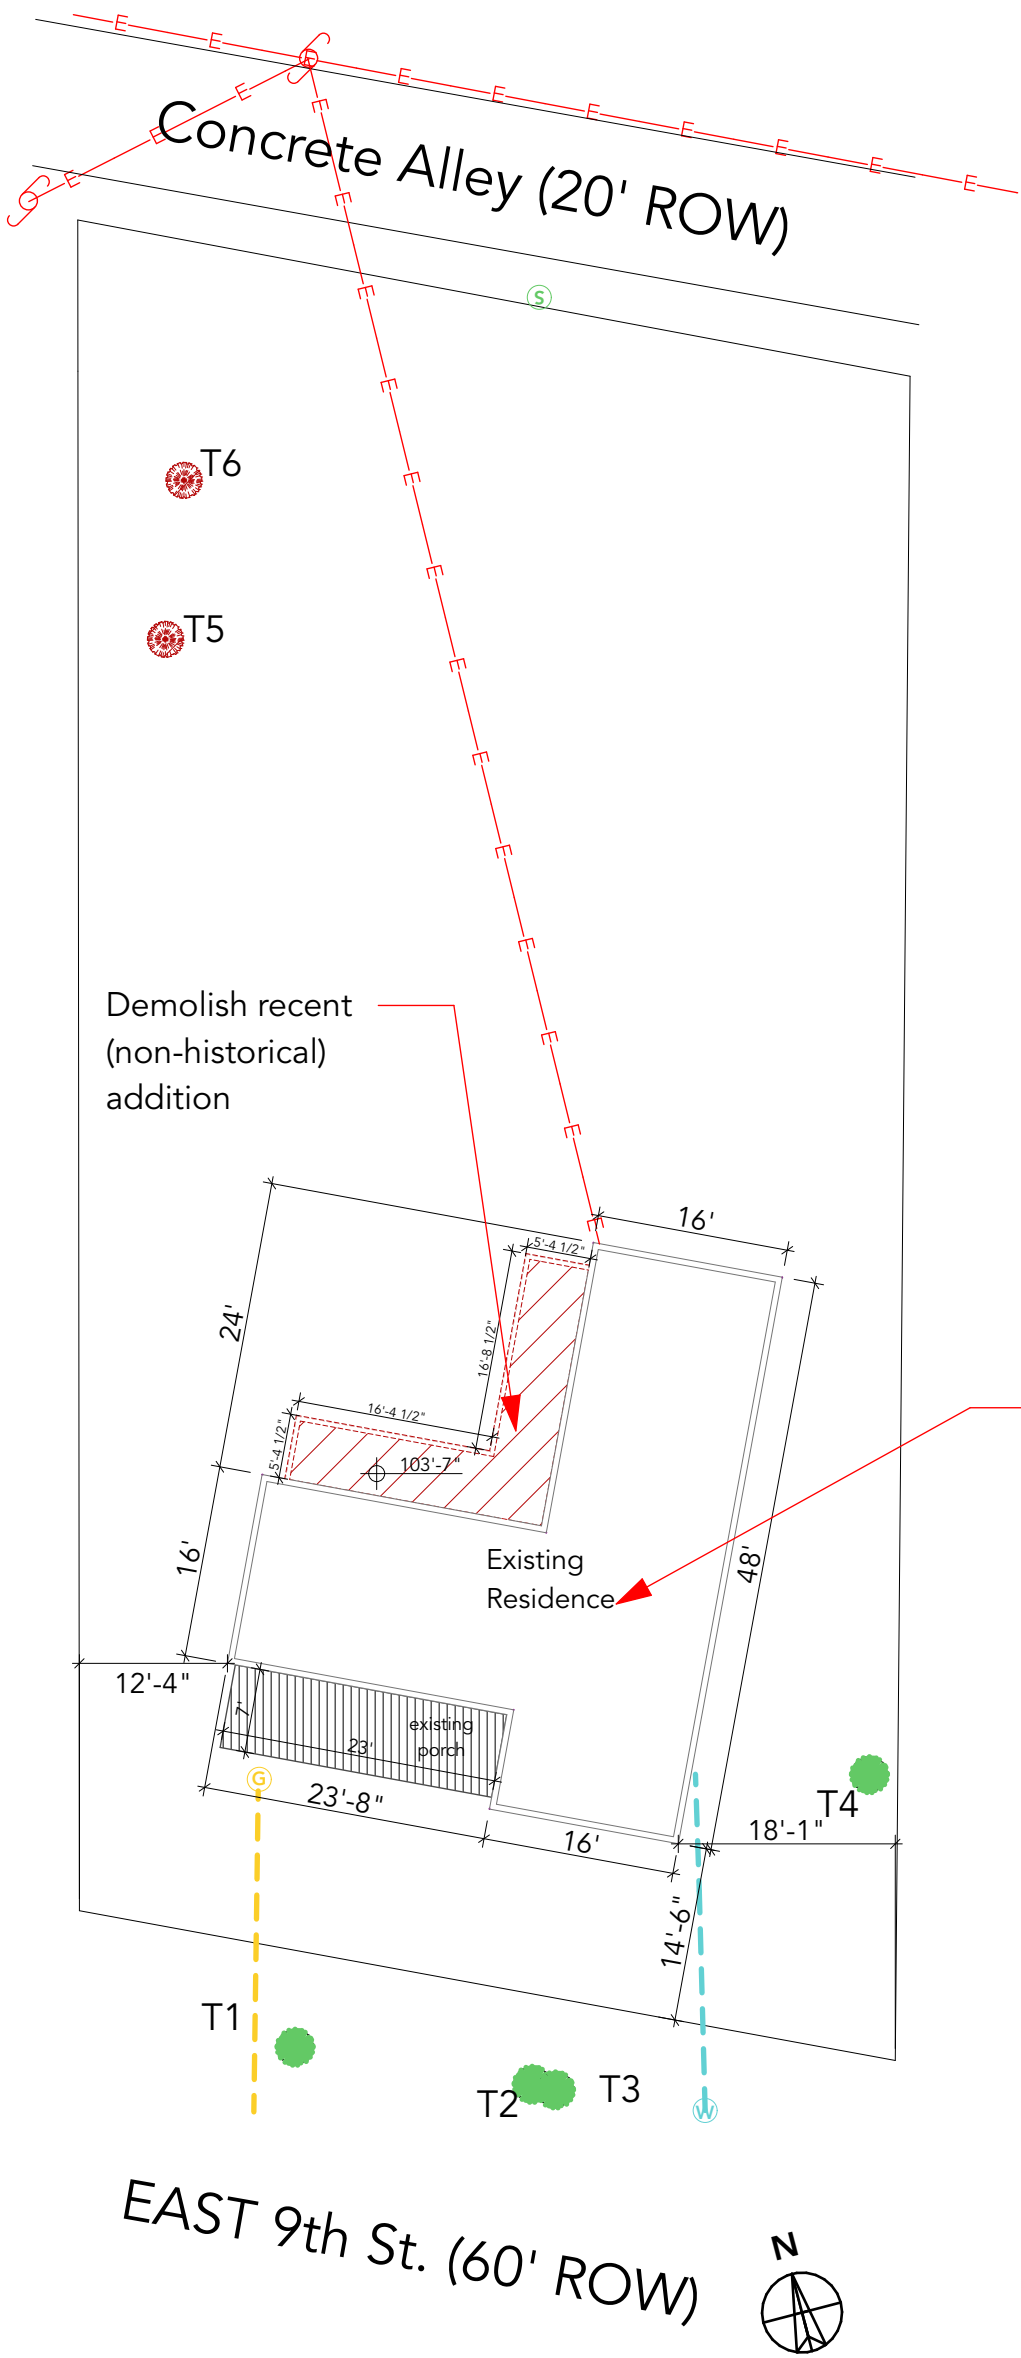 E
E
E
E
E
E
E
E
E
E
E
E
E
Concrete Alley (20' ROW)
E
E
E
S
E
E
T6
E
E
T5
E
E
E
E
Demolish recent
(non-historical)
addition
E
E
E
16'
5'-4 1/2"
24'
16'-8 1/2"
16'-4 1/2"
5'-4 1/2"
103'-7"
Existing
Residence
16'
48'
12'-4"
7'
existing
porch
23'
G
23'-8"
T4
18'-1"
16'
14'-6"
T1
T2
T3
W
EAST 9th St. (60' ROW)
N